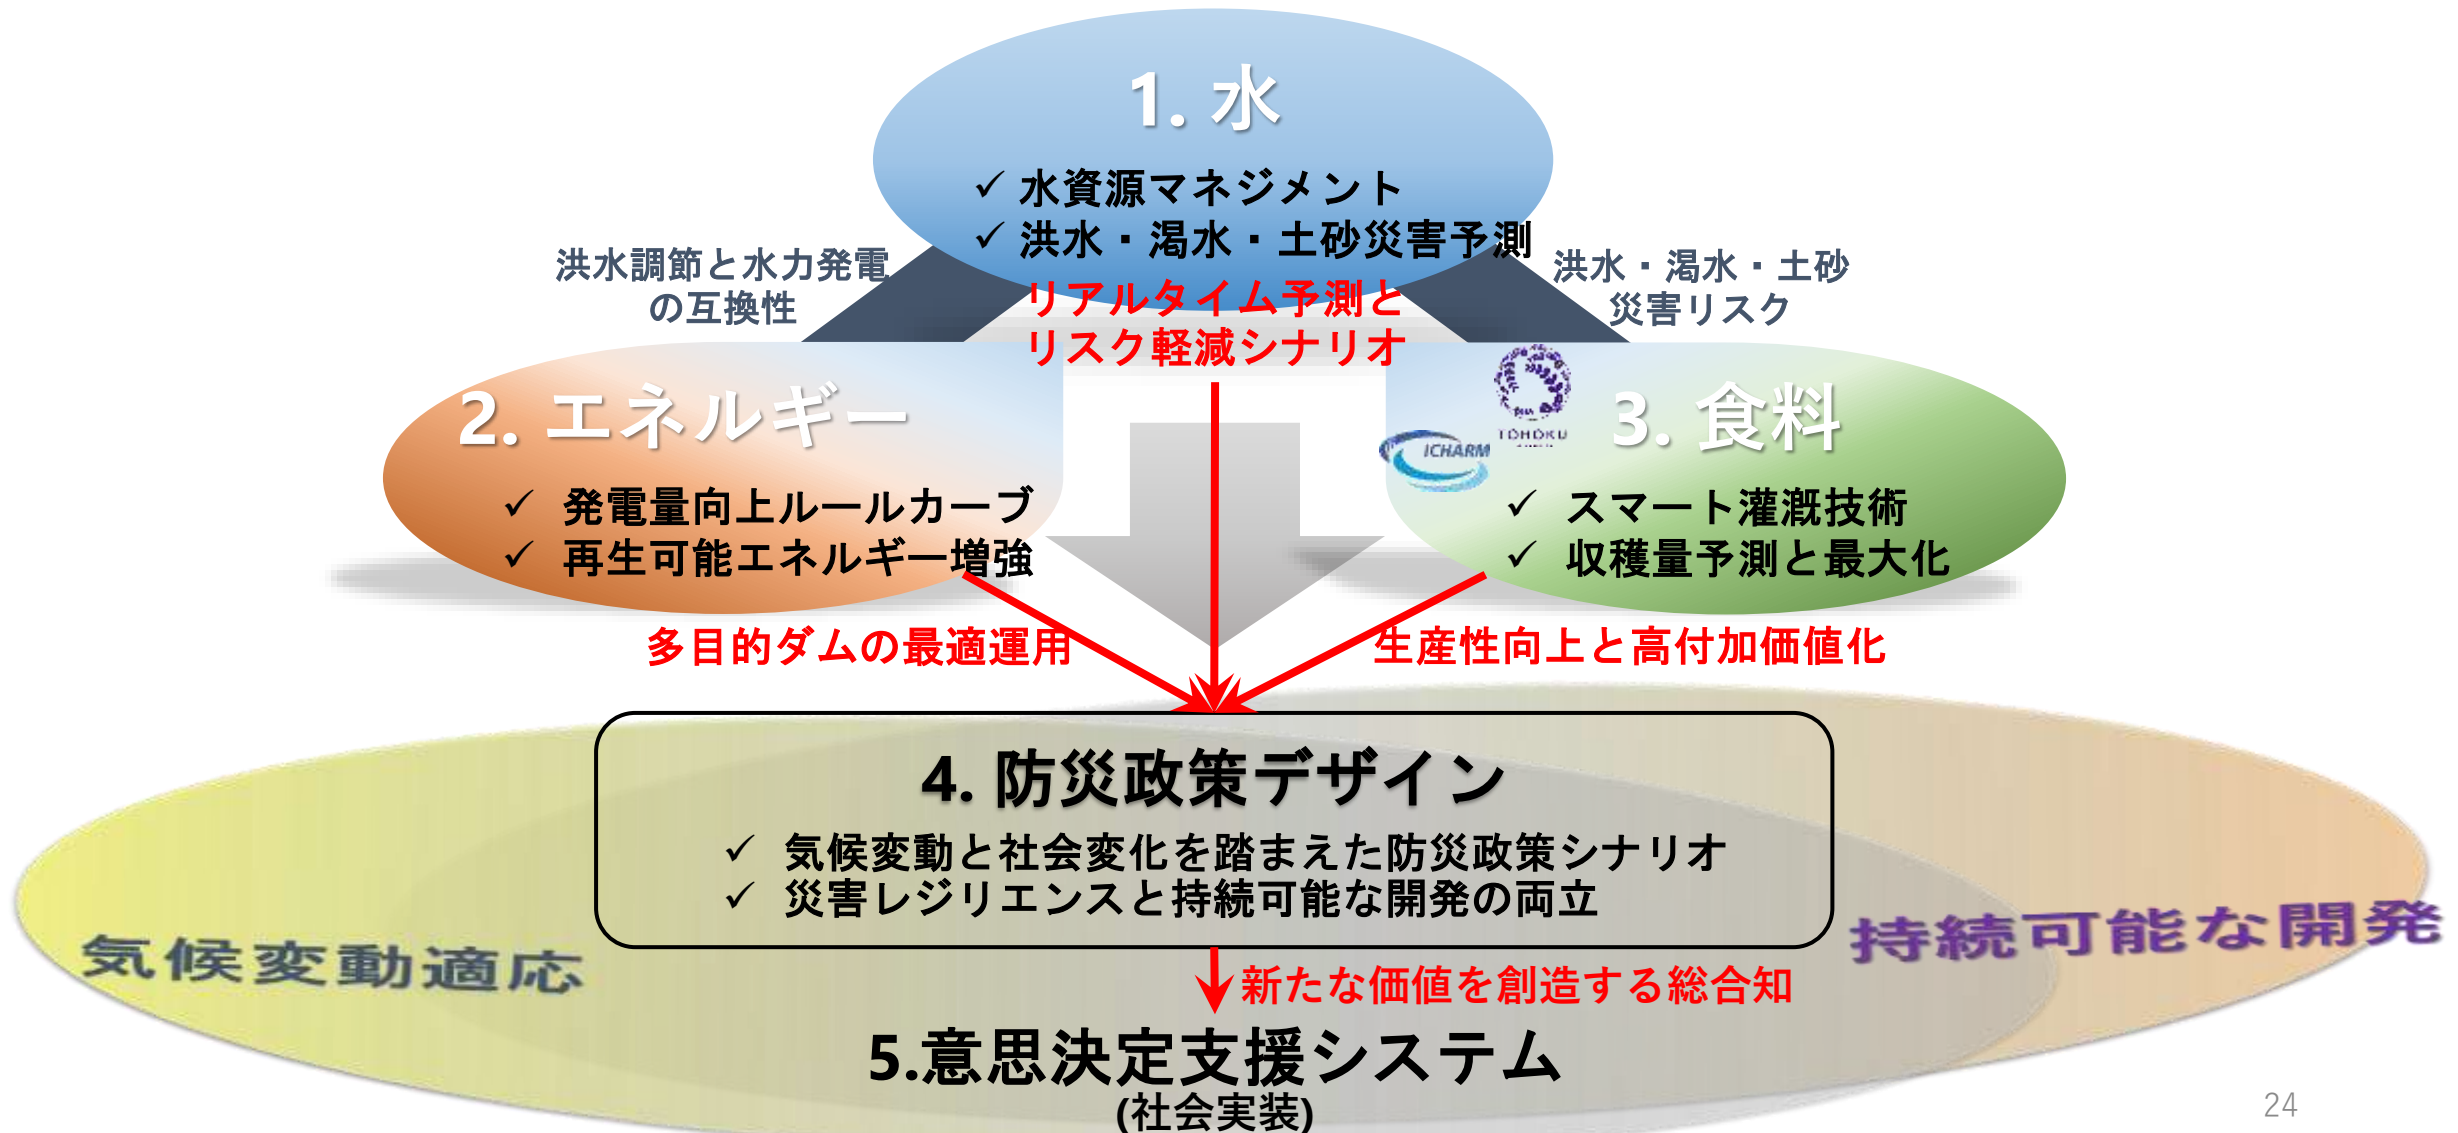 1. 水
✓ 水資源マネジメント
✓ 洪水・渇水・土砂災害予測
洪水調節と水力発電
の互換性
リアルタイム予測と
リスク軽減シナリオ
洪水・渇水・土砂
災害リスク
2. エネルギー
✓ 発電量向上ルールカーブ
✓ 再生可能エネルギー増強
TOHOKU
ICHARM
3. 食料
✓ スマート灌漑技術
✓ 収穫量予測と最大化
多目的ダムの最適運用
生産性向上と高付加価値化
4. 防災政策デザイン
✓ 気候変動と社会変化を踏まえた防災政策シナリオ
✓ 災害レジリエンスと持続可能な開発の両立
気候変動適応
持続可能な開発
新たな価値を創造する総合知
5.意思決定支援システム
(社会実装)
24